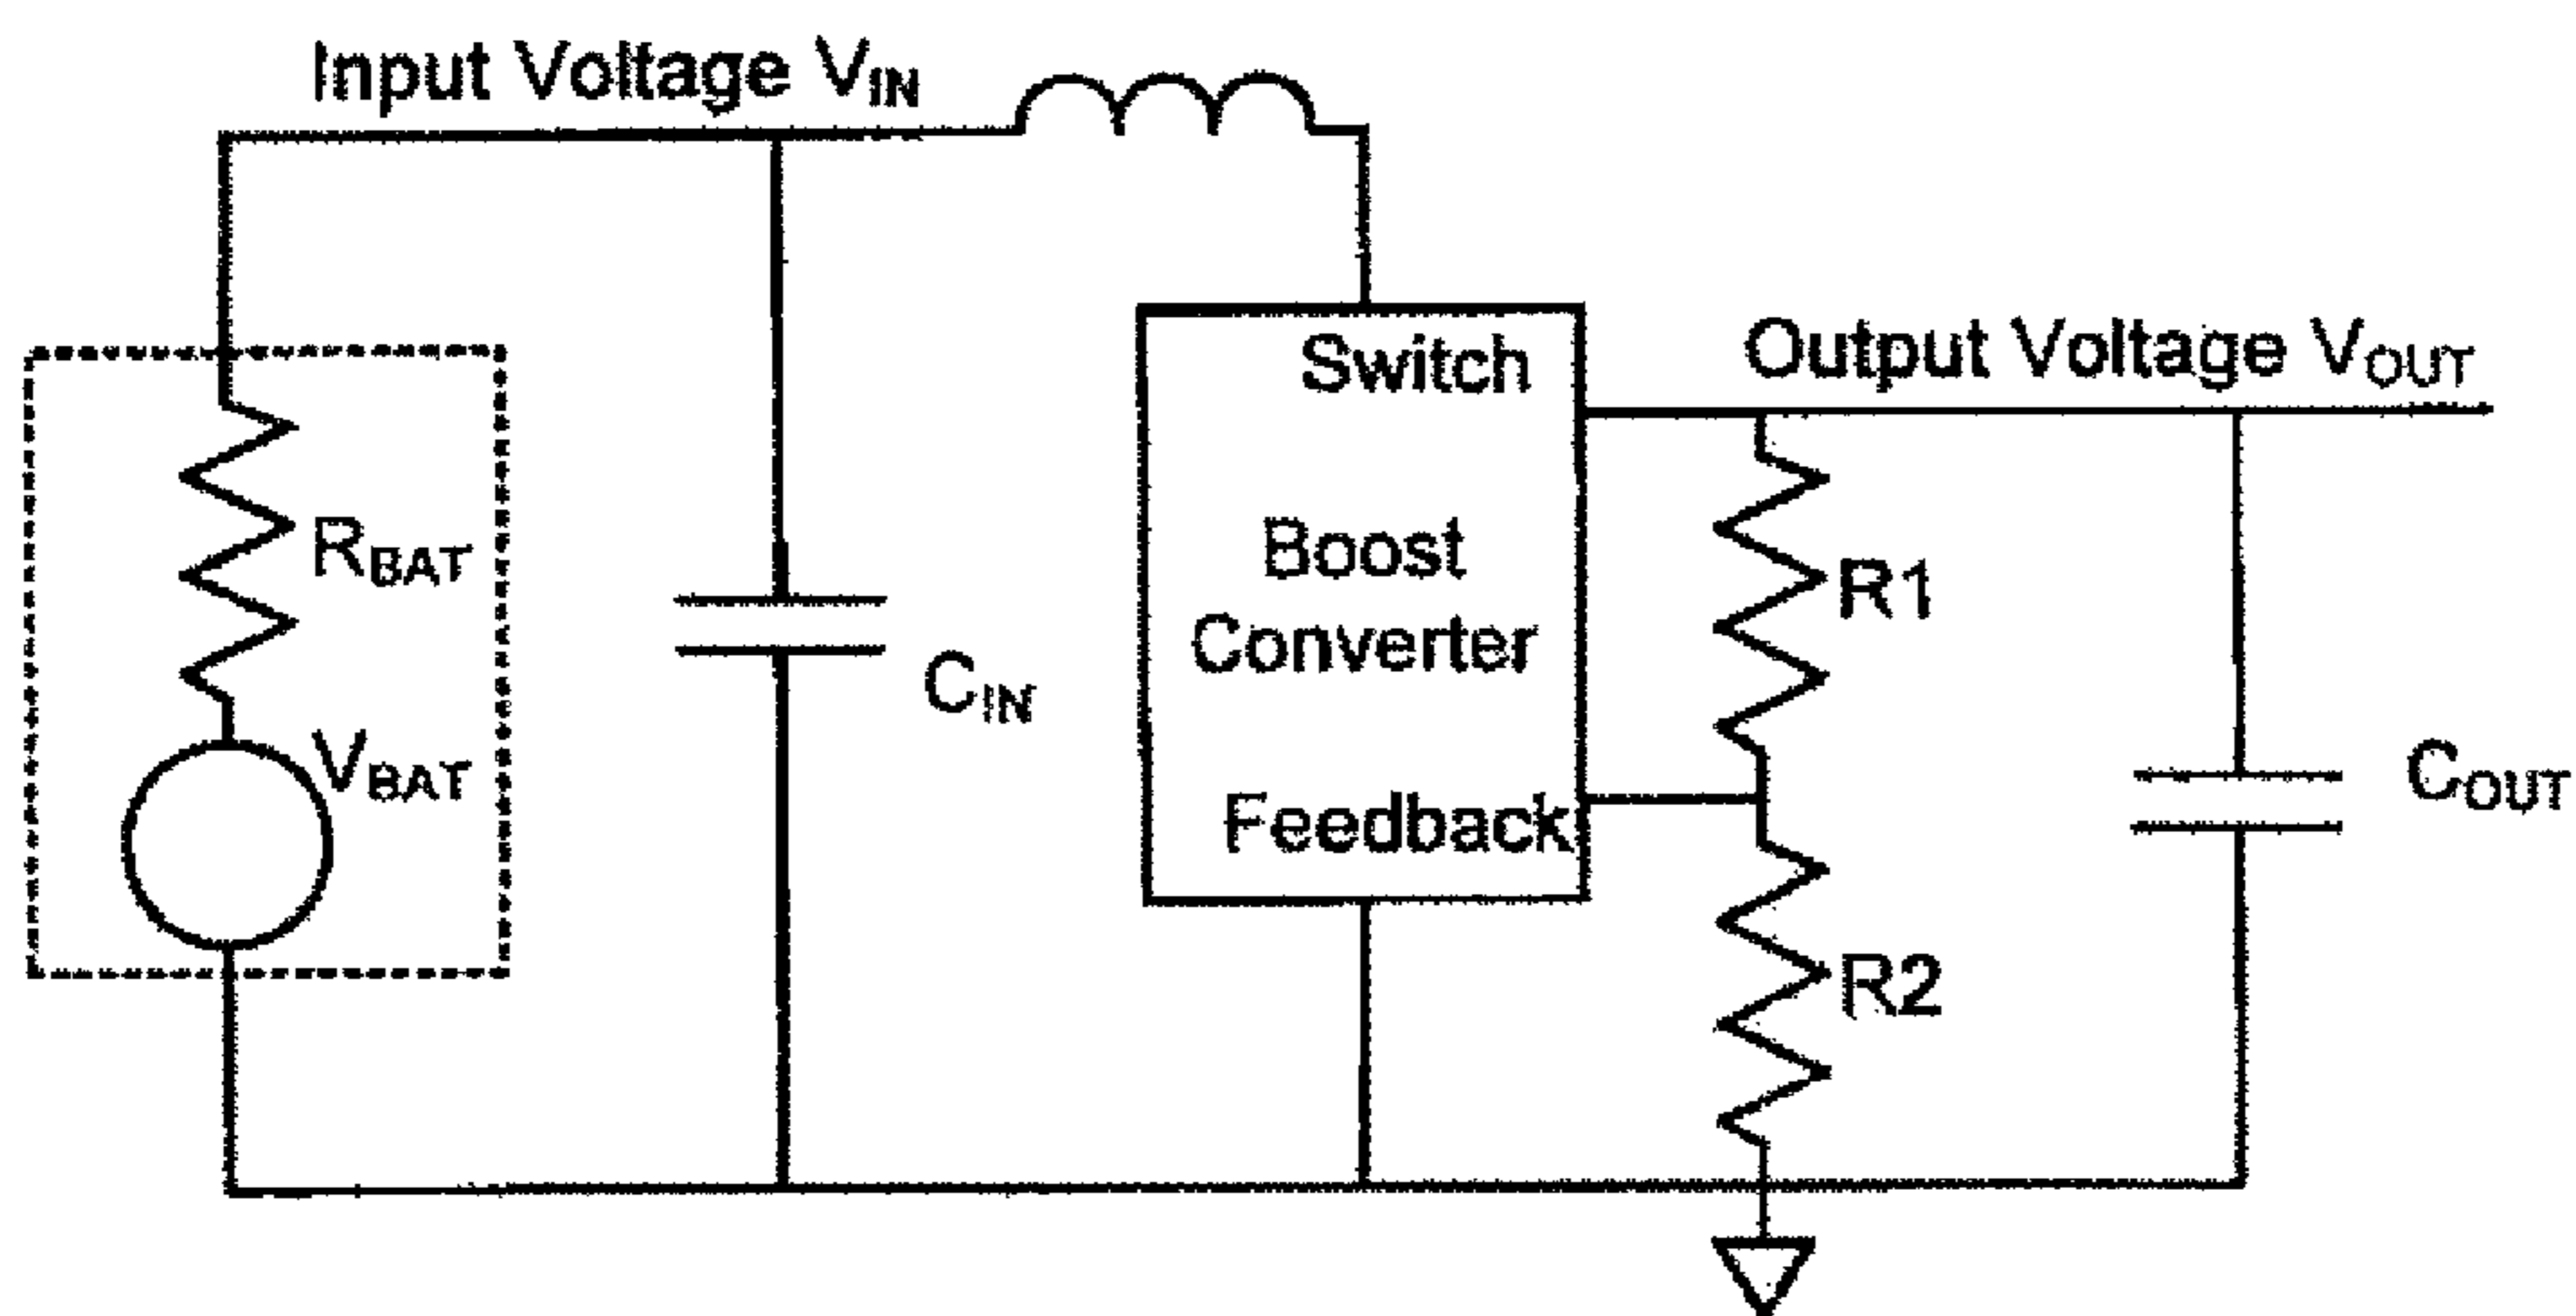 Input Voltage VIN
Switch
Output Voltage VOUT
RBAT
Boost
Converter
R1
CIN
VBAT
Feedback
COUT
R2